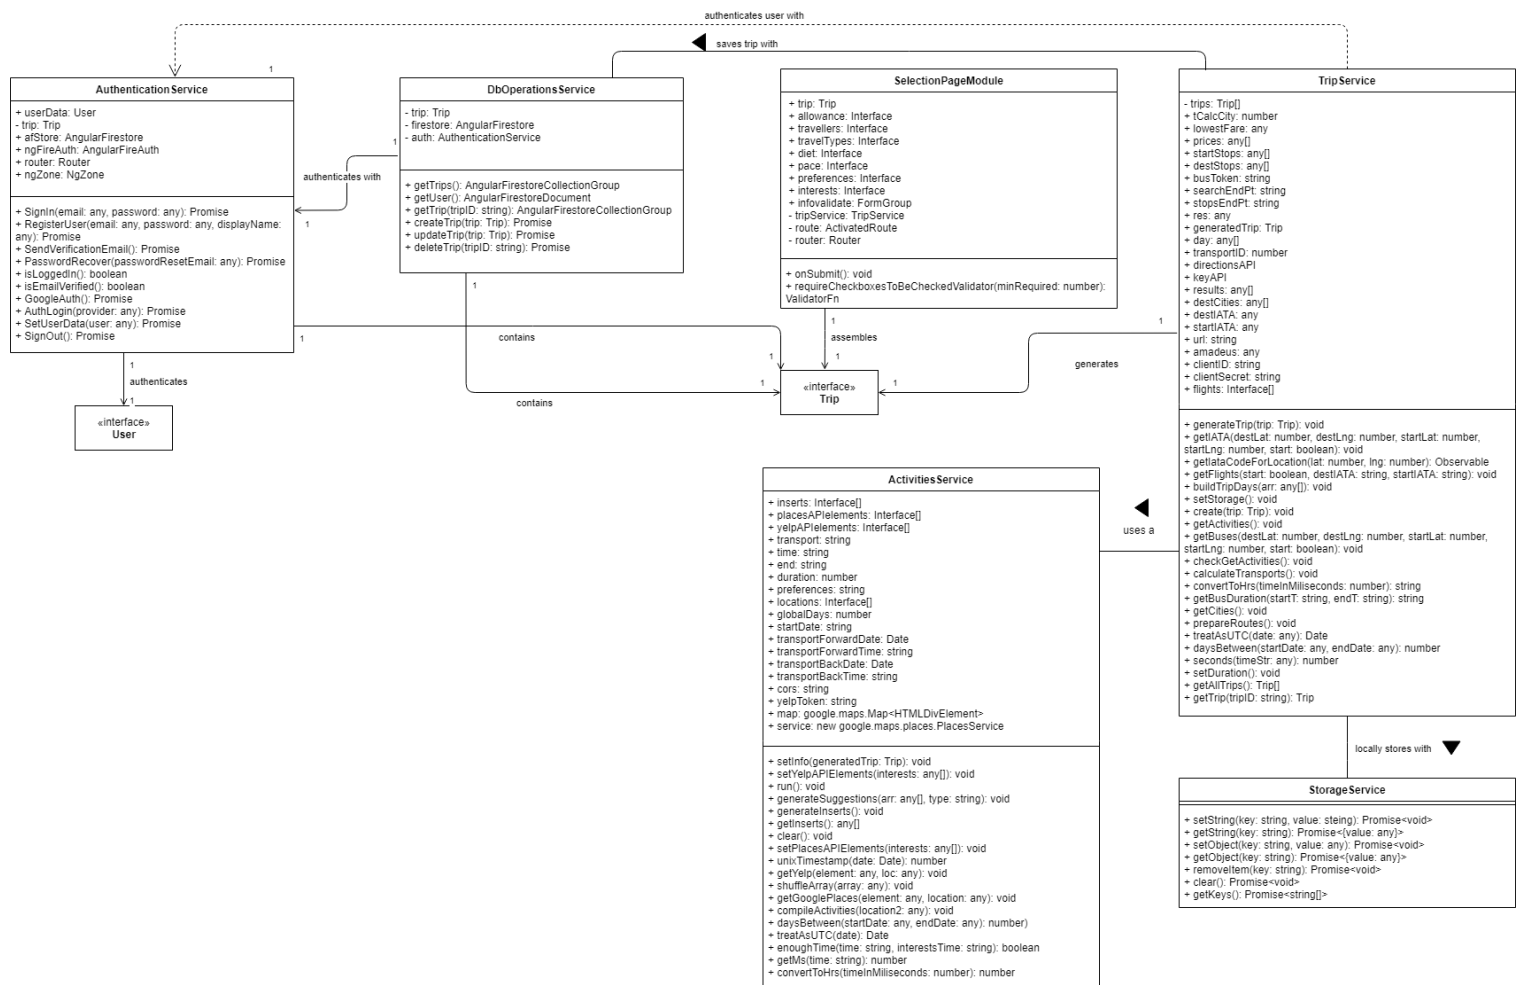 authenticates user with
saves trip with
1
AuthenticationService
+ userData: User
- trip: Trip
+ afStore: AngularFirestore
+ ngFireAuth: AngularFireAuth
+ router: Router
+ ngZone: NgZone
+ SignIn(email: any, password: any): Promise
+ RegisterUser(email: any, password: any, displayName:
any): Promise
+ SendVerificationEmail(): Promise
+ PasswordRecover(passwordResetEmail: any): Promise
+ isLoggedIn(): boolean
+ isEmailVerified(): boolean
+ GoogleAuth(): Promise
+ AuthLogin(provider: any): Promise
+ SetUserData(user: any): Promise
+ SignOut(): Promise
1
authenticates with
1
DbOperationsService
- trip: Trip
- firestore: AngularFirestore
- auth: AuthenticationService
+ getTrips(): AngularFirestoreCollectionGroup
+ getUser(): AngularFirestoreDocument
+ getTrip(tripID: string): AngularFirestoreCollectionGroup
+ createTrip(trip: Trip): Promise
+ updateTrip(trip: Trip): Promise
+ deleteTrip(tripID: string): Promise
SelectionPageModule
+ trip: Trip
+ allowance: Interface
+ travellers: Interface
+ travelTypes: Interface
+ diet: Interface
+ pace: Interface
+ preferences: Interface
+ interests: Interface
+ infovalidate: FormGroup
- tripService: TripService
- route: ActivatedRoute
- router: Router
+ onSubmit(): void
+ requireCheckboxesToBeCheckedValidator(minRequired: number):
ValidatorFn
TripService
- trips: Trip[]
+ tCalcCity: number
+ lowestFare: any
+ prices: any[]
+ startStops: any[]
+ destStops: any[]
+ busToken: string
+ searchEndPt: string
+ stopsEndPt: string
+ res: any
+ generatedTrip: Trip
+ day: any[]
+ transportID: number
+ directionsAPI
+ keyAPI
+ results: any[]
+ destCities: any[]
+ destIATA: any
+ startIATA: any
+ url: string
+ amadeus: any
+ clientID: string
+ clientSecret: string
+ flights: Interface[]
+ generateTrip(trip: Trip): void
+ getIATA(destLat: number, destLng: number, startLat: number,
startLng: number, start: boolean): void
+ getIataCodeForLocation(lat: number, lng: number): Observable
+ getFlights(start: boolean, destIATA: string, startIATA: string): void
+ buildTripDays(arr: any[]): void
+ setStorage(): void
+ create(trip: Trip): void
+ getActivities(): void
+ getBuses(destLat: number, destLng: number, startLat: number,
startLng: number, start: boolean): void
+ checkGetActivities(): void
+ calculateTransports(): void
+ convertToHrs(timeInMiliseconds: number): string
+ getBusDuration(startT: string, endT: string): string
+ getCities(): void
+ prepareRoutes(): void
+ treatAsUTC(date: any): Date
+ daysBetween(startDate: any, endDate: any): number
+ seconds(timeStr: any): number
+ setDuration(): void
+ getAllTrips(): Trip[]
+ getTrip(tripID: string): Trip
1
authenticates
1
«interface»
User
1
contains
1
1
contains
1
1
assembles
1
«interface»
Trip
1
generates
1
ActivitiesService
+ inserts: Interface[]
+ placesAPIelements: Interface[]
+ yelpAPIelements: Interface[]
+ transport: string
+ time: string
+ end: string
+ duration: number
+ preferences: string
+ locations: Interface[]
+ globalDays: number
+ startDate: string
+ transportForwardDate: Date
+ transportForwardTime: string
+ transportBackDate: Date
+ transportBackTime: string
+ cors: string
+ yelpToken: string
+ map: google.maps.Map<HTMLDivElement>
+ service: new google.maps.places.PlacesService
+ setInfo(generatedTrip: Trip): void
+ setYelpAPIElements(interests: any[]): void
+ run(): void
+ generateSuggestions(arr: any[], type: string): void
+ generateInserts(): void
+ getInserts(): any[]
+ clear(): void
+ setPlacesAPIElements(interests: any[]): void
+ unixTimestamp(date: Date): number
+ getYelp(element: any, loc: any): void
+ shuffleArray(array: any): void
+ getGooglePlaces(element: any, location: any): void
+ compileActivities(location2: any): void
+ daysBetween(startDate: any, endDate: any): number)
+ treatAsUTC(date): Date
+ enoughTime(time: string, interestsTime: string): boolean
+ getMs(time: string): number
+ convertToHrs(timeInMiliseconds: number): number
uses a
locally stores with
StorageService
+ setString(key: string, value: steing): Promise<void>
+ getString(key: string): Promise<{value: any}>
+ setObject(key: string, value: any): Promise<void>
+ getObject(key: string): Promise<{value: any}>
+ removeItem(key: string): Promise<void>
+ clear(): Promise<void>
+ getKeys(): Promise<string[]>